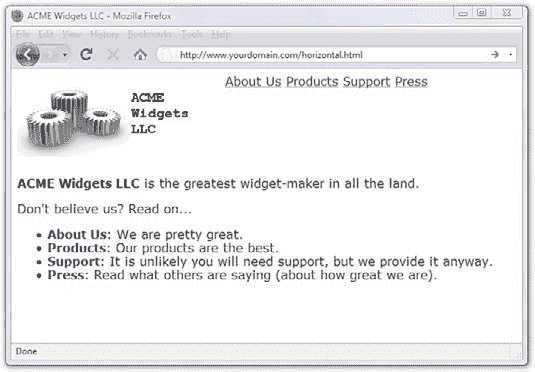 ACME Widgets LLC - Mozilla Firefox
File Edit View History Bookmarks Tools Help
http://www.yourdomain.com/horizontal.html
About Us Products Support Press
ACME
Widgets
LLC
ACME Widgets LLC is the greatest widget-maker in all the land.
Don't believe us? Read on...
• About Us: We are pretty great.
• Products: Our products are the best.
• Support: It is unlikely you will need support, but we provide it anyway.
• Press: Read what others are saying (about how great we are).
Done